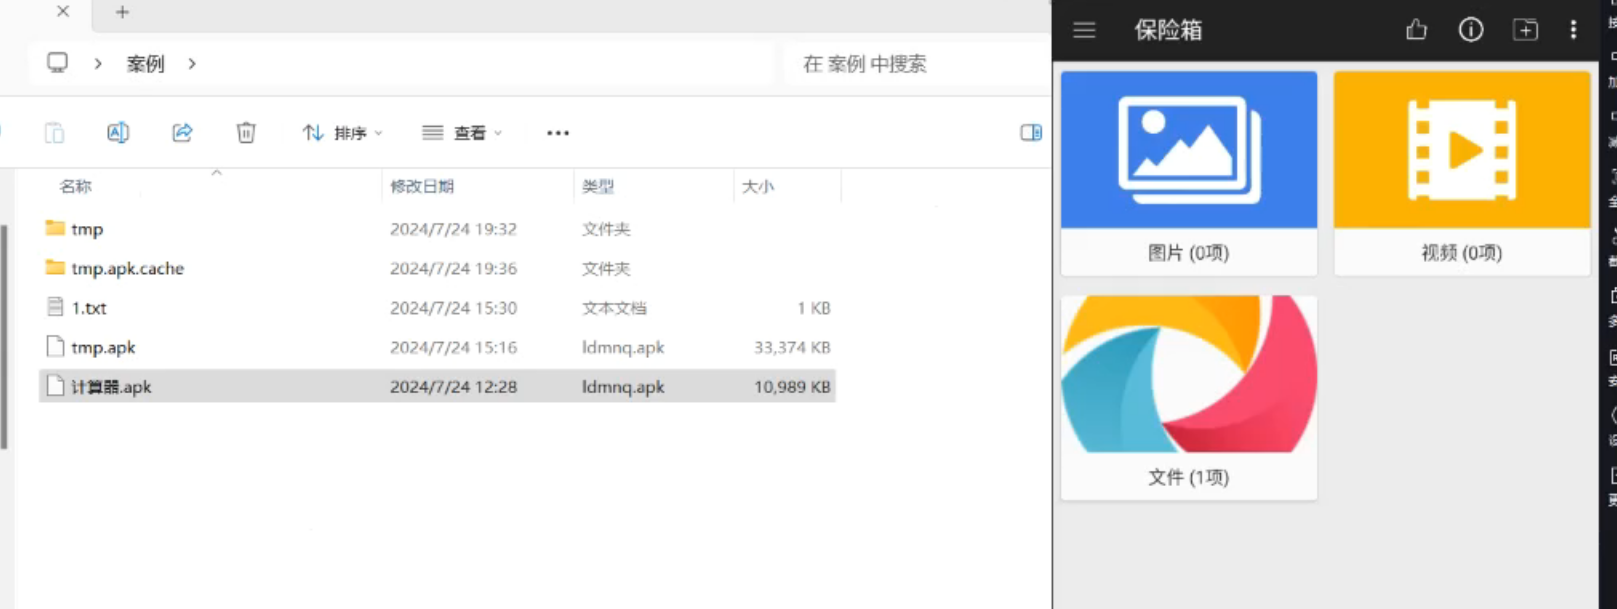 案例
在 案例 中搜索
排序
查看
名称
修改日期
类型
大小
tmp
2024/7/24 19:32
文件夹
tmp.apk.cache
2024/7/24 19:36
文件夹
1.txt
2024/7/24 15:30
文本文档
1 KB
tmp.apk
2024/7/24 15:16
ldmnq.apk
33,374 KB
计算器.apk
2024/7/24 12:28
ldmnq.apk
10,989 KB
保险箱
图片 (0项)
视频 (0项)
文件 (1项)